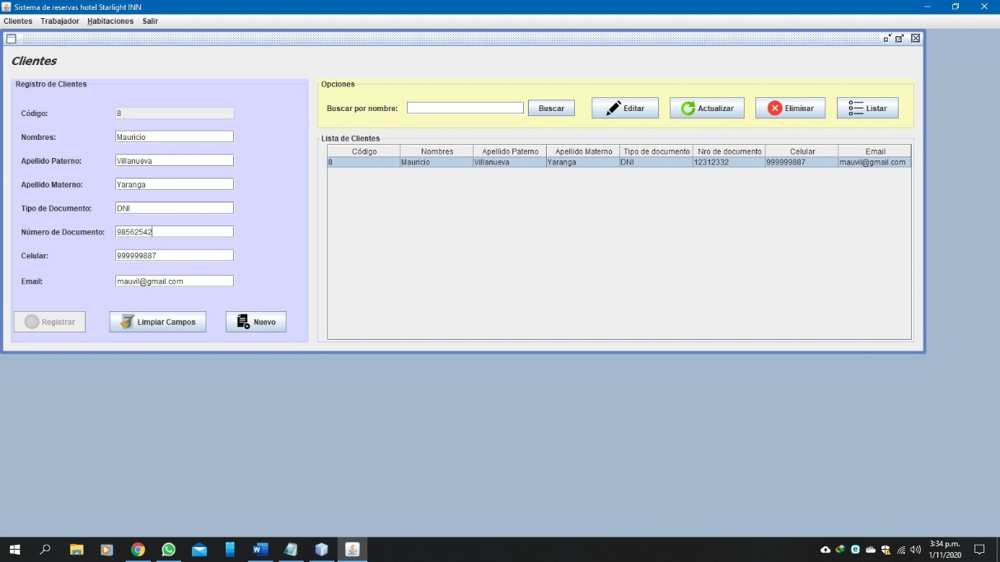 Sistema de reservas hotel Starlight INN
Clientes Trabajador Habitaciones Salir
Clientes
Registro de Clientes
Código: 8
Nombres: Mauricio
Apellido Paterno: Villanueva
Apellido Materno: Yaranga
Tipo de Documento: DNI
Número de Documento: 98562542
Celular: 999999887
Email: mauvil@gmail.com
Registrar Limpiar Campos Nuevo
Opciones
Buscar por nombre: Buscar Editar Actualizar Eliminar Listar
Lista de Clientes
Código Nombres Apellido Paterno Apellido Materno Tipo de documento Nro de documento Celular Email
8 Mauricio Villanueva Yaranga DNI 12312332 999999887 mauvil@gmail.com
3:34 p.m.
1/11/2020